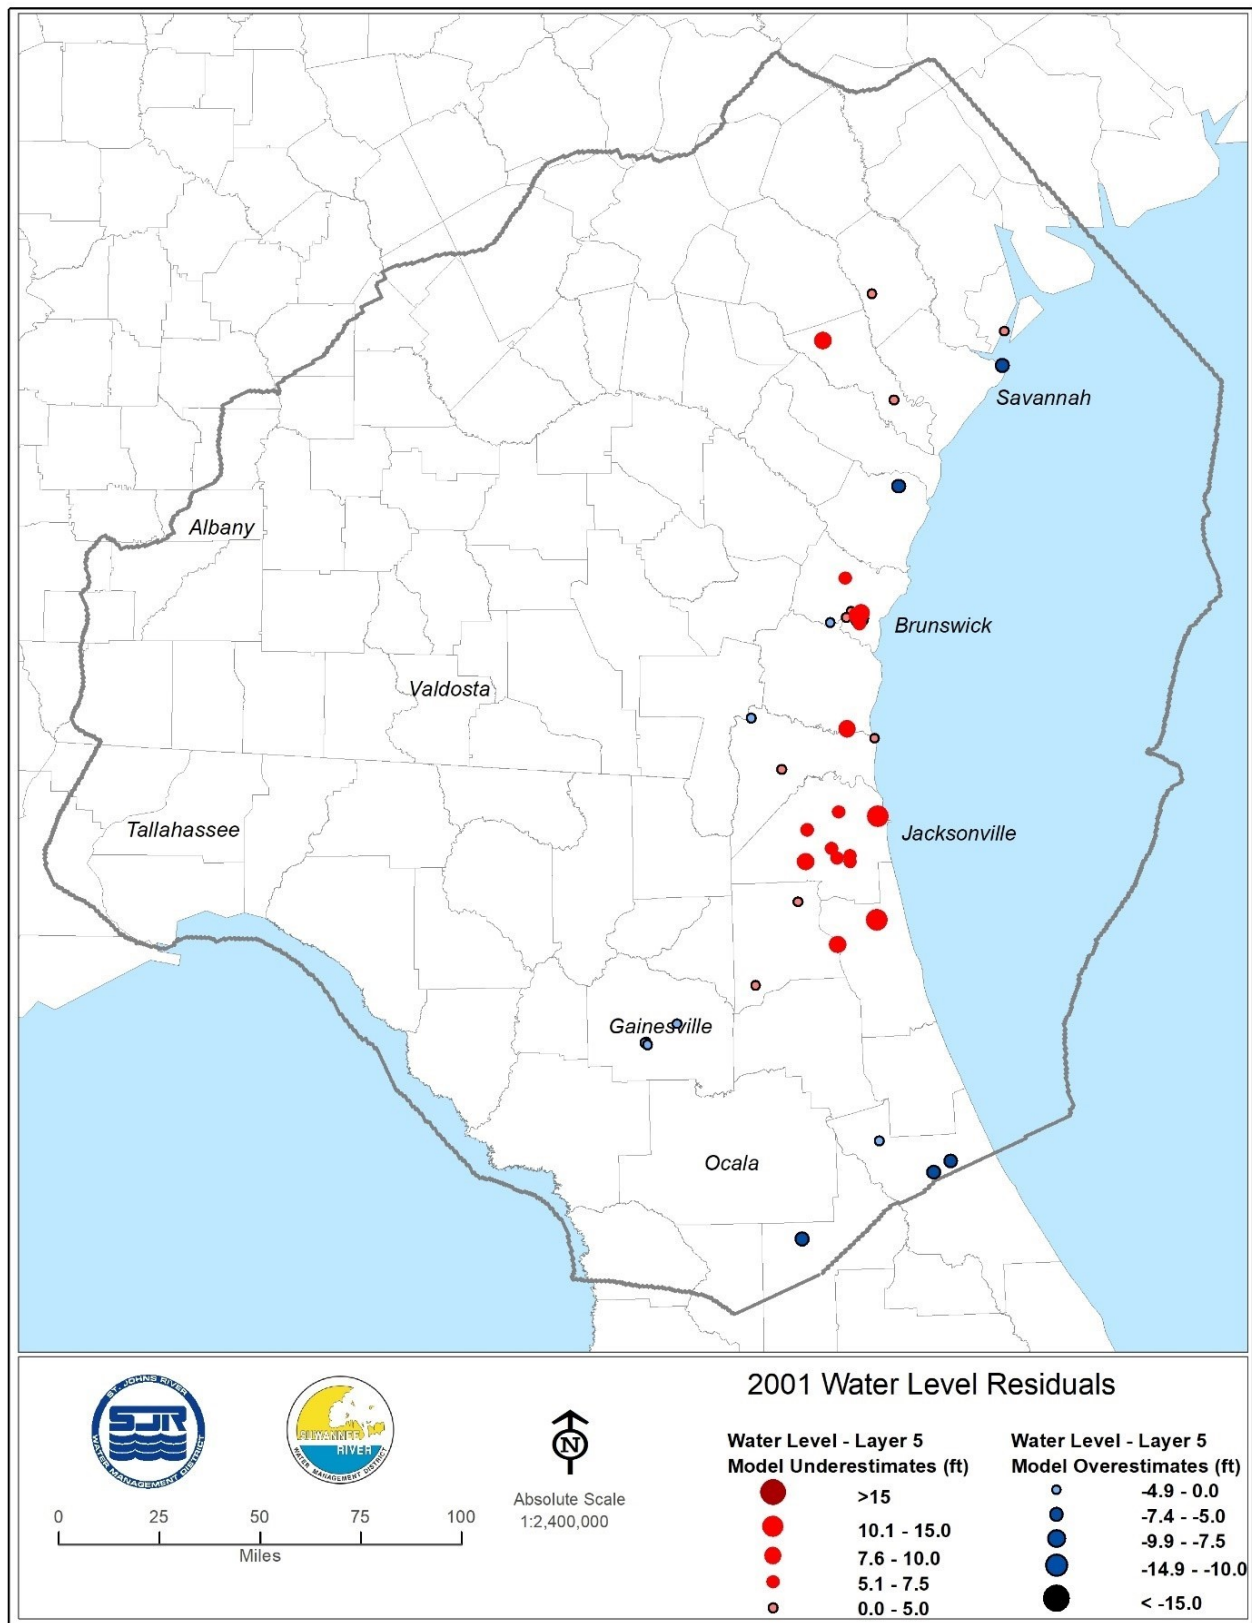 Savannah
Albany
Brunswick
Valdosta
Tallahassee
Jacksonville
Gainesville
Ocala
2001 Water Level Residuals
ST. JOHNS RIVER
SJR
WATER MANAGEMENT DISTRICT
SUWANNEE
RIVER
WATER MANAGEMENT DISTRICT
N
Absolute Scale
1:2,400,000
0 25 50 75 100
Miles
Water Level - Layer 5
Model Underestimates (ft)
>15
10.1 - 15.0
7.6 - 10.0
5.1 - 7.5
0.0 - 5.0
Water Level - Layer 5
Model Overestimates (ft)
-4.9 - 0.0
-7.4 - -5.0
-9.9 - -7.5
-14.9 - -10.0
< -15.0